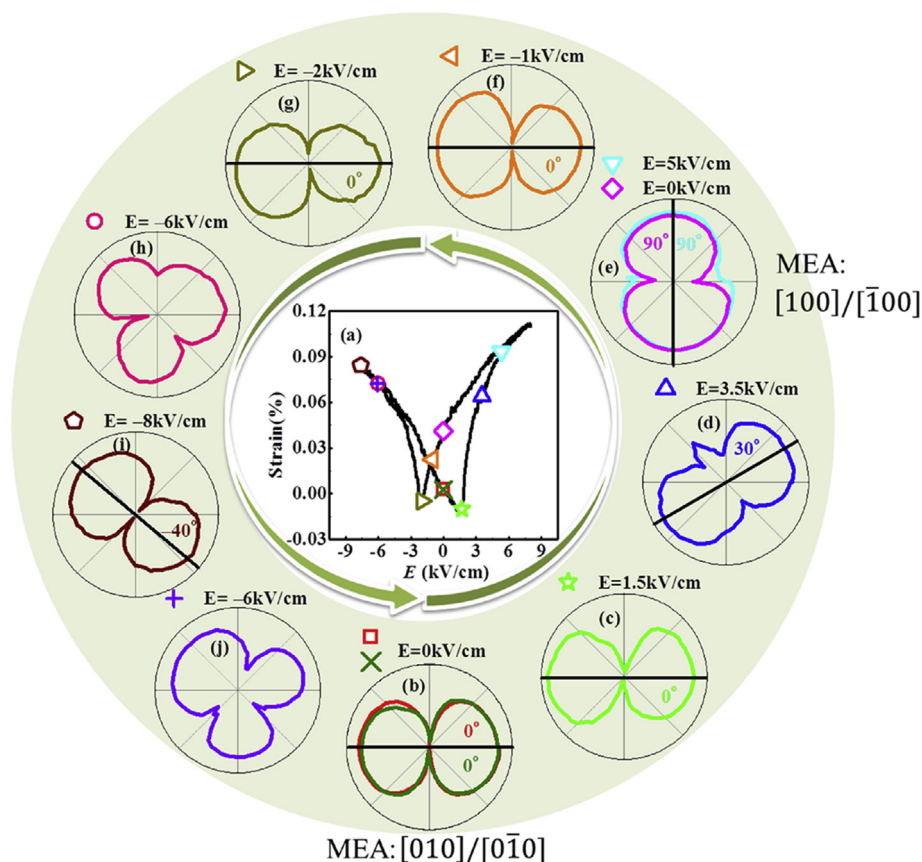 E= –2kV/cm
(g)
0°
E= –1kV/cm
(f)
0°
E=5kV/cm
E=0kV/cm
90° 90°
(e)
MEA:
[100]/[1̄00]
E= –6kV/cm
(h)
(a)
0.12
0.09
0.06
0.03
0.00
-0.03
Strain(%)
-9 -6 -3 0 3 6 9
E (kV/cm)
E=3.5kV/cm
(d)
30°
E= –8kV/cm
(i)
–40°
E=1.5kV/cm
(c)
0°
E= –6kV/cm
(j)
E=0kV/cm
(b)
0°
0°
MEA:[010]/[01̄0]